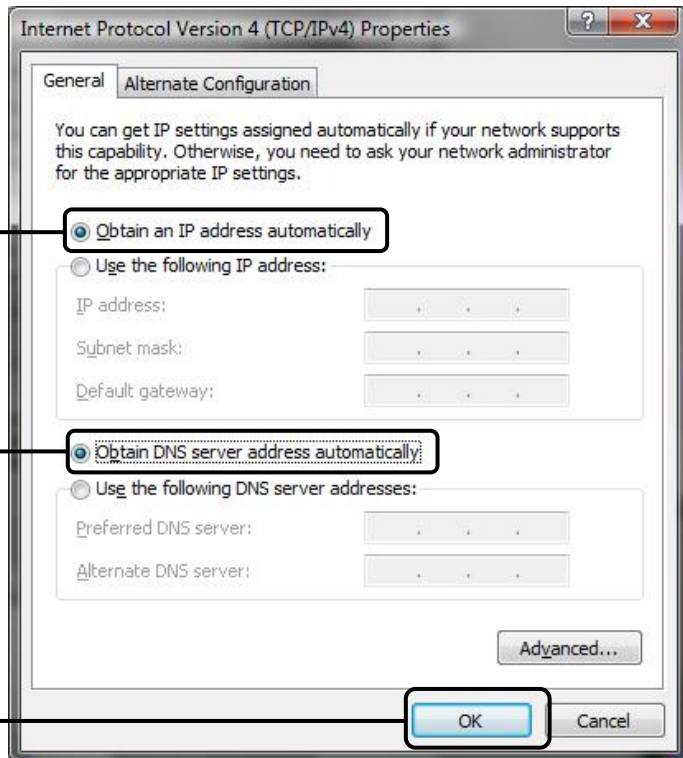 Internet Protocol Version 4 (TCP/IPv4) Properties
?
X
General
Alternate Configuration
You can get IP settings assigned automatically if your network supports
this capability. Otherwise, you need to ask your network administrator
for the appropriate IP settings.
Obtain an IP address automatically
Use the following IP address:
IP address:
Subnet mask:
Default gateway:
Obtain DNS server address automatically
Use the following DNS server addresses:
Preferred DNS server:
Alternate DNS server:
Advanced...
OK
Cancel